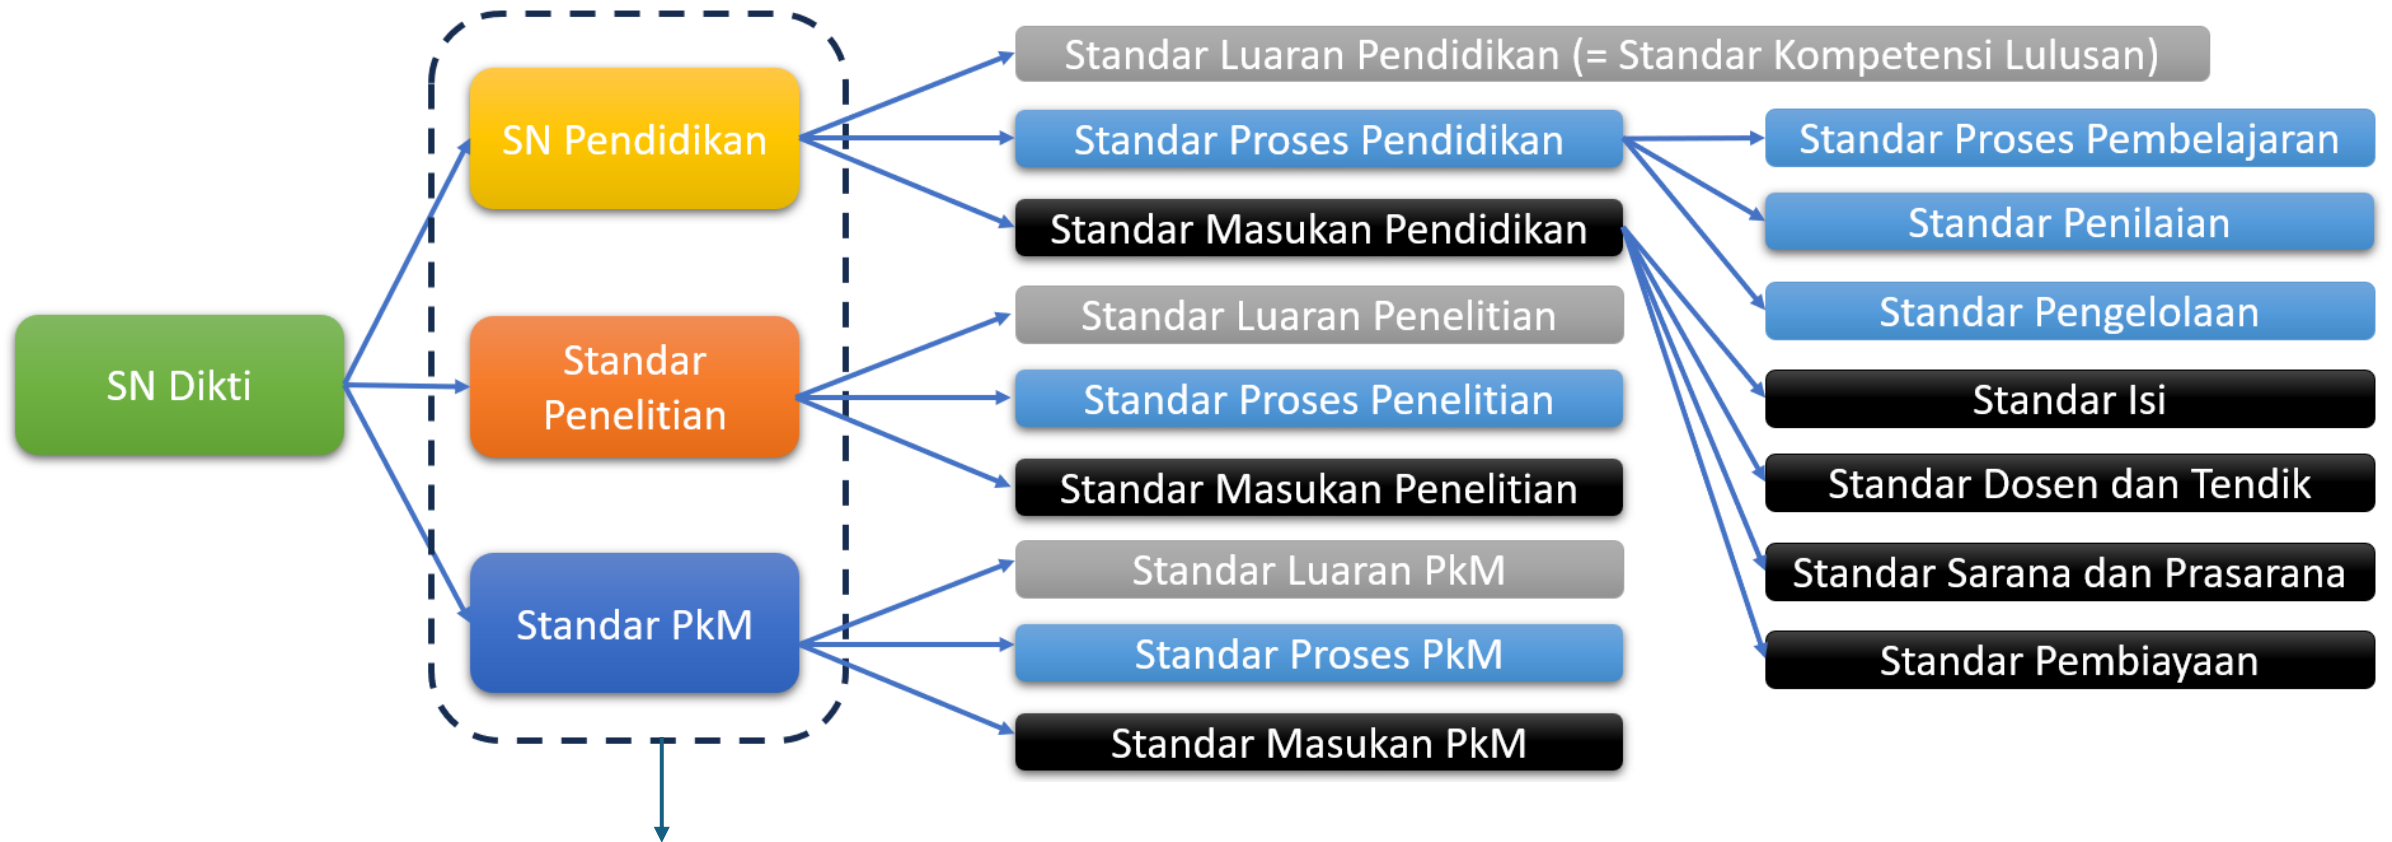 SN Dikti
SN Pendidikan
Standar
Penelitian
Standar PkM
Standar Luaran Pendidikan (= Standar Kompetensi Lulusan)
Standar Proses Pendidikan
Standar Masukan Pendidikan
Standar Luaran Penelitian
Standar Proses Penelitian
Standar Masukan Penelitian
Standar Luaran PkM
Standar Proses PkM
Standar Masukan PkM
Standar Proses Pembelajaran
Standar Penilaian
Standar Pengelolaan
Standar Isi
Standar Dosen dan Tendik
Standar Sarana dan Prasarana
Standar Pembiayaan